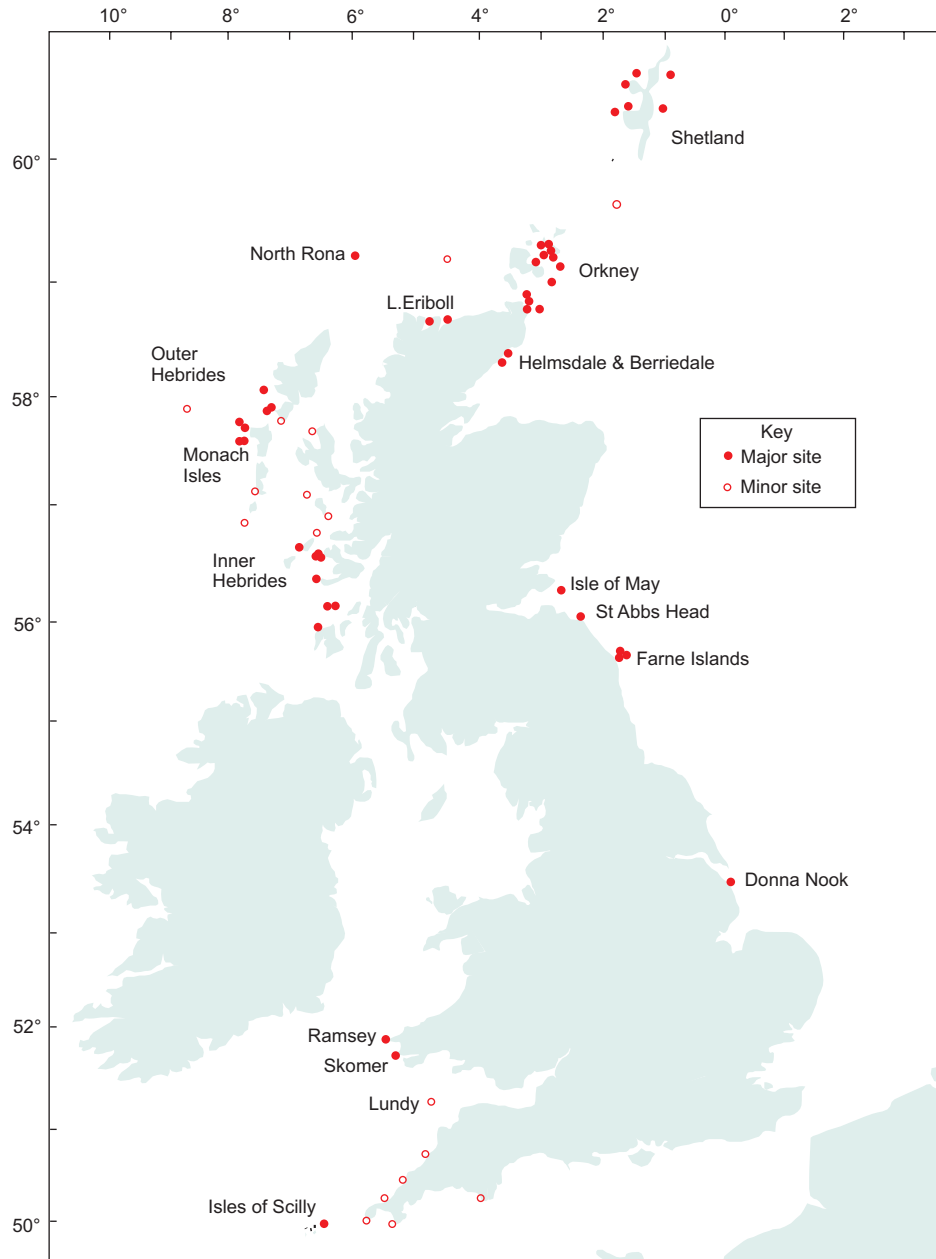 10° 8° 6° 4° 2° 0° 2°
Shetland
60°
North Rona
Orkney
L.Eriboll
Outer
Hebrides
Helmsdale & Berriedale
58°
Key
Major site
Minor site
Monach
Isles
Inner
Hebrides
Isle of May
St Abbs Head
56°
Farne Islands
54°
Donna Nook
52°
Ramsey
Skomer
Lundy
Isles of Scilly
50°